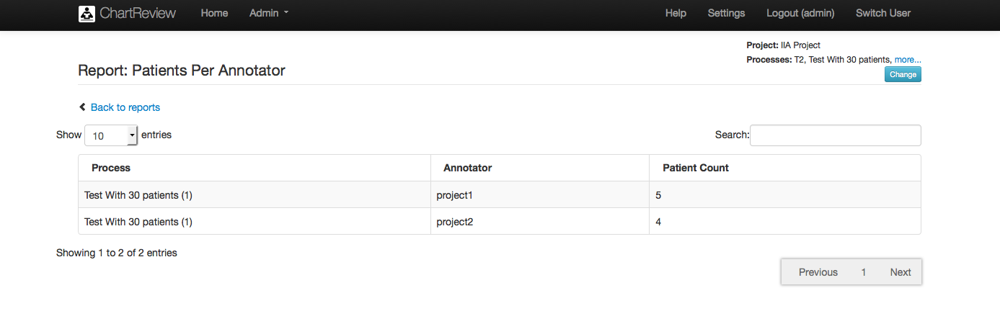 ChartReview Home Admin Help Settings Logout (admin) Switch User
Project: IIA Project
Processes: T2, Test With 30 patients, more...
Report: Patients Per Annotator
Change
Back to reports
Show 10 entries Search:
Process Annotator Patient Count
Test With 30 patients (1) project1 5
Test With 30 patients (1) project2 4
Showing 1 to 2 of 2 entries
Previous 1 Next